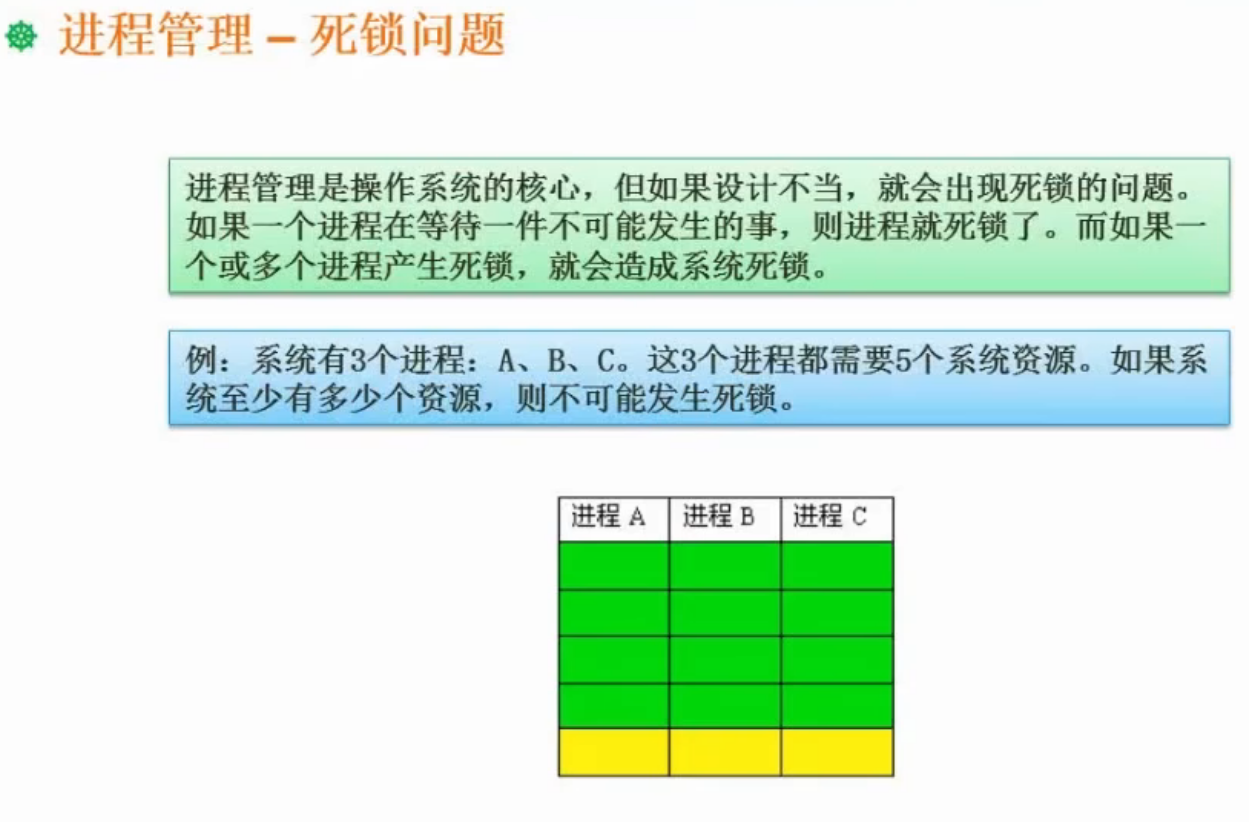 进程管理 – 死锁问题
进程管理是操作系统的核心，但如果设计不当，就会出现死锁的问题。
如果一个进程在等待一件不可能发生的事，则进程就死锁了。而如果一
个或多个进程产生死锁，就会造成系统死锁。
例：系统有3个进程：A、B、C。这3个进程都需要5个系统资源。如果系
统至少有多少个资源，则不可能发生死锁。
进程 A 进程 B 进程 C